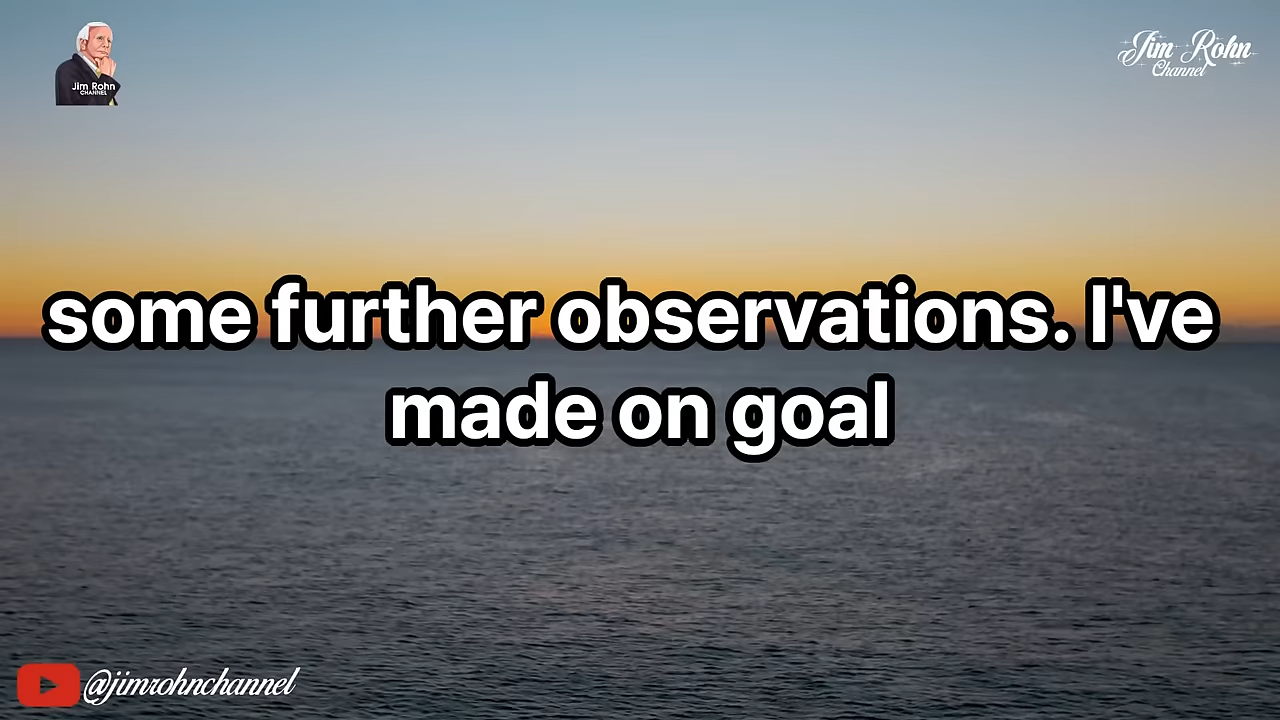 Jim Rohn
CHANNEL
Jim Rohn
Channel
some further observations. I've
made on goal
@jimrohnchannel